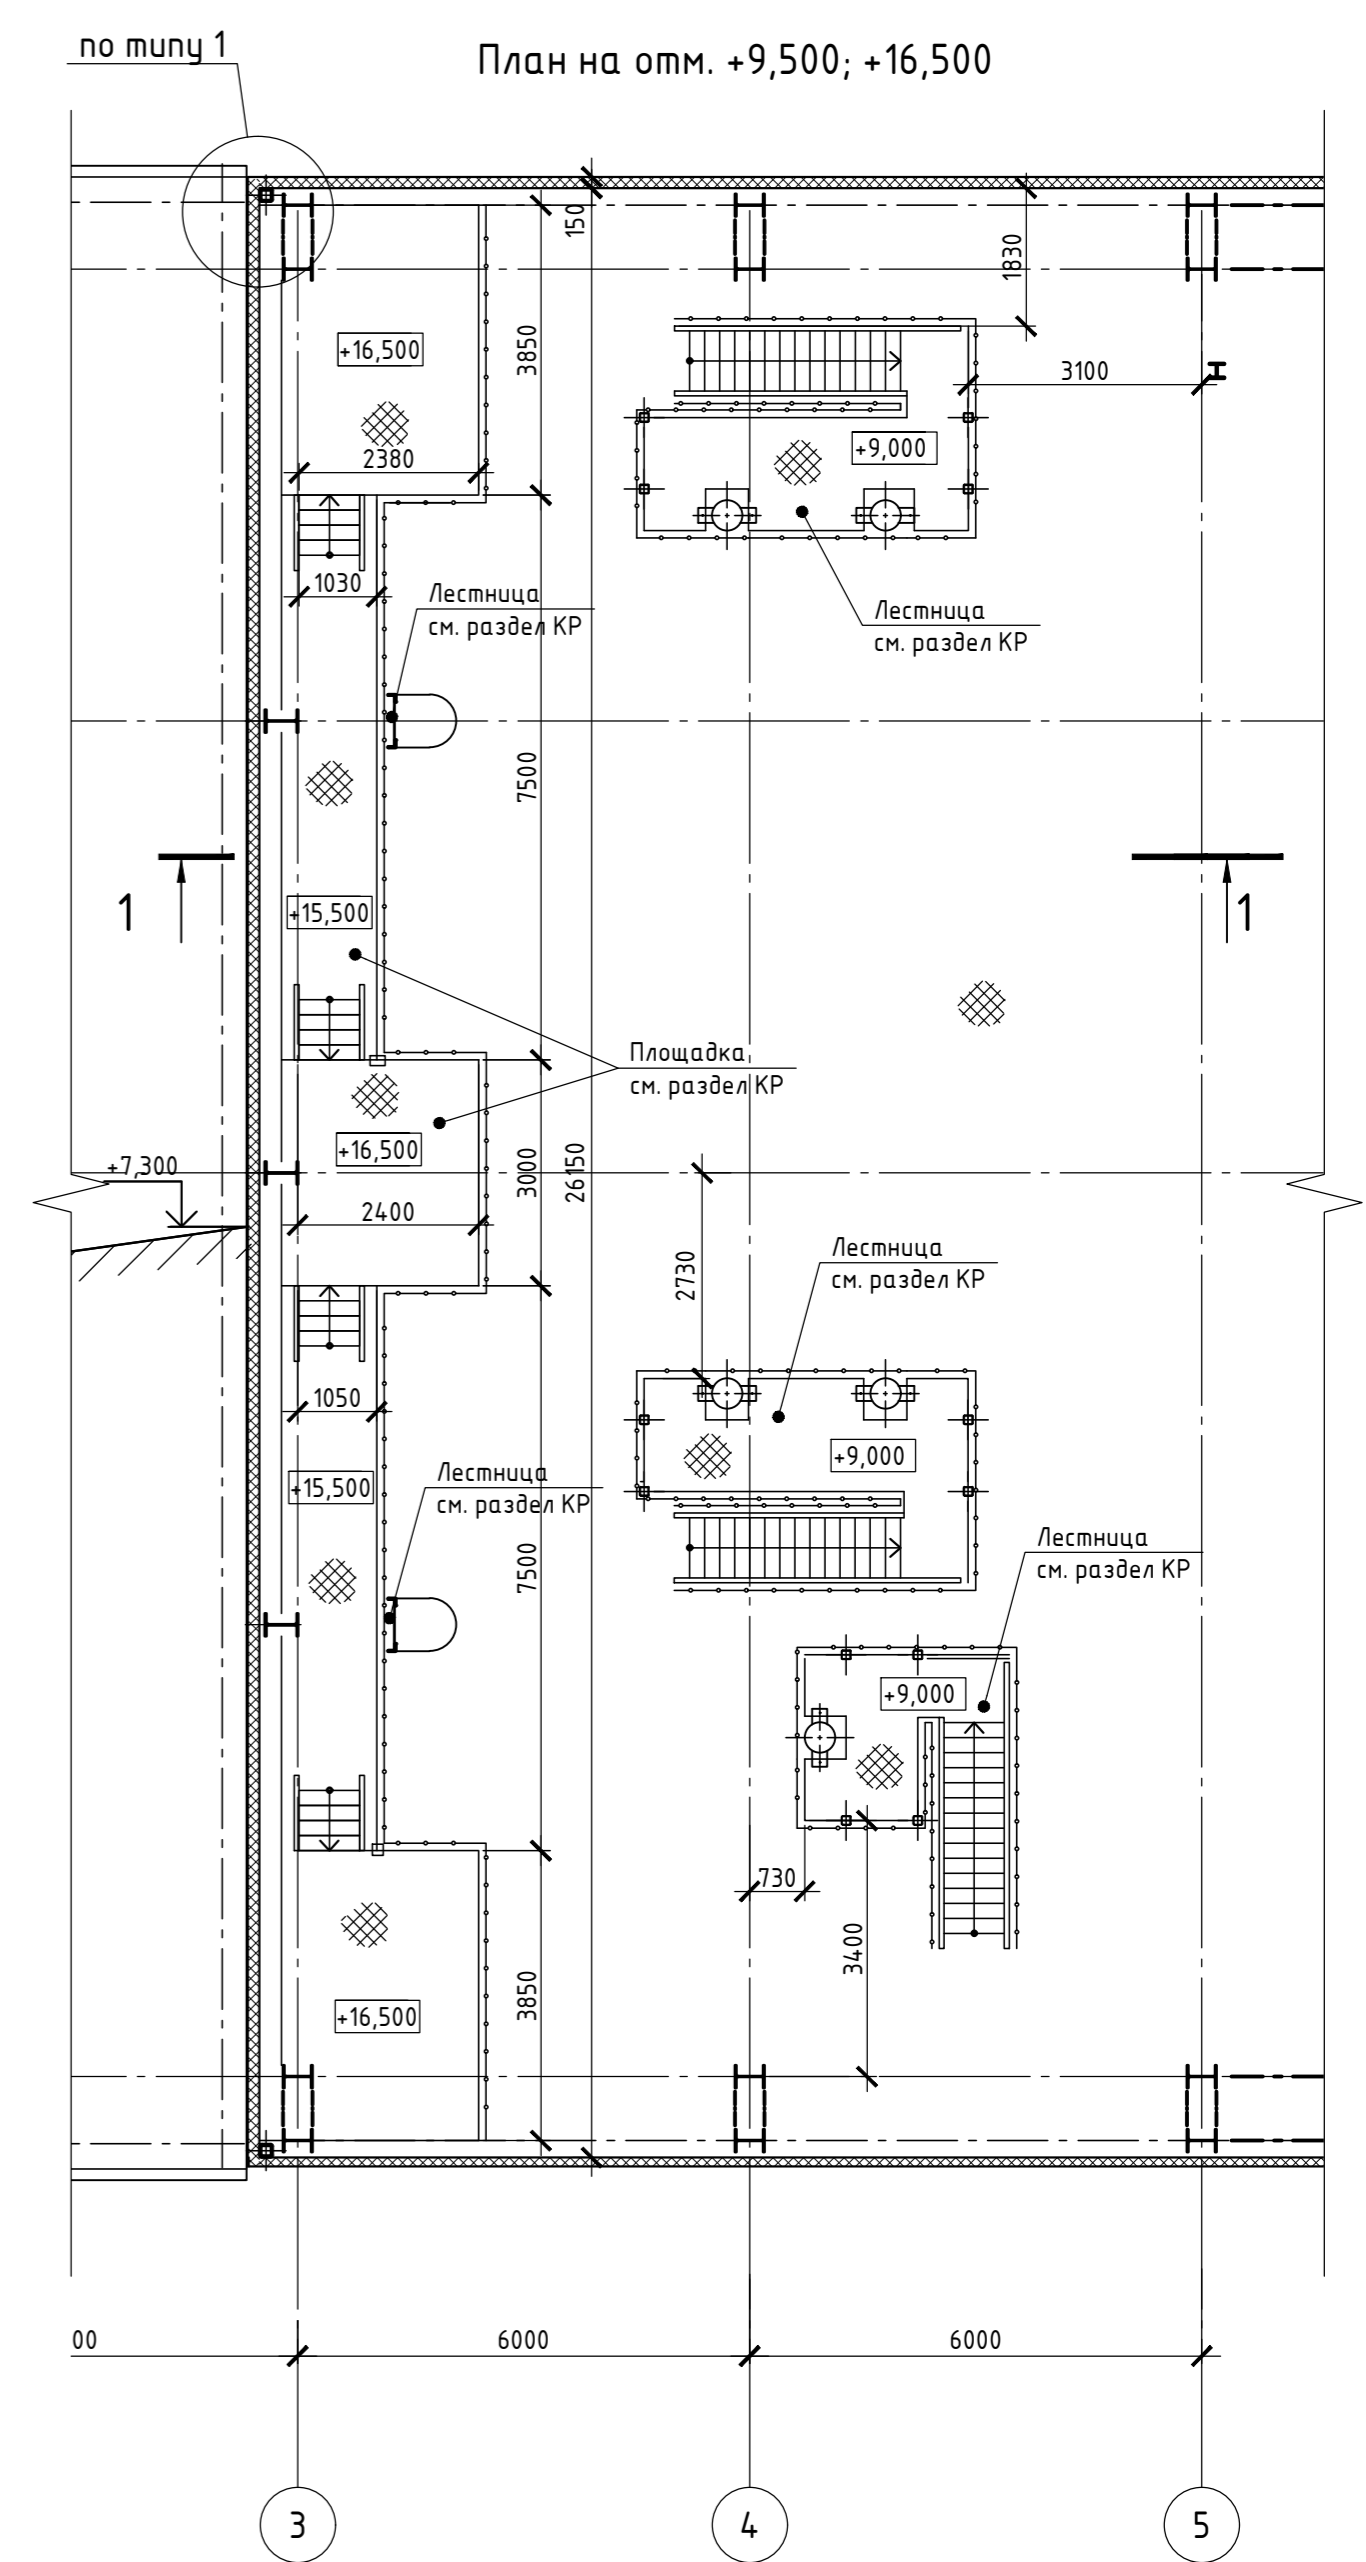 по типу 1
План на отм. +9,500; +16,500
150
1830
+16,500
3850
3100
+9,000
2380
1030
Лестница
см. раздел КР
Лестница
см. раздел КР
7500
+15,500
1
1
Площадка
см. раздел КР
+16,500
+7,300
3000
26150
2400
2730
Лестница
см. раздел КР
1050
+9,000
+15,500
Лестница
см. раздел КР
7500
Лестница
см. раздел КР
+9,000
730
3400
3850
+16,500
00
6000
6000
3
4
5